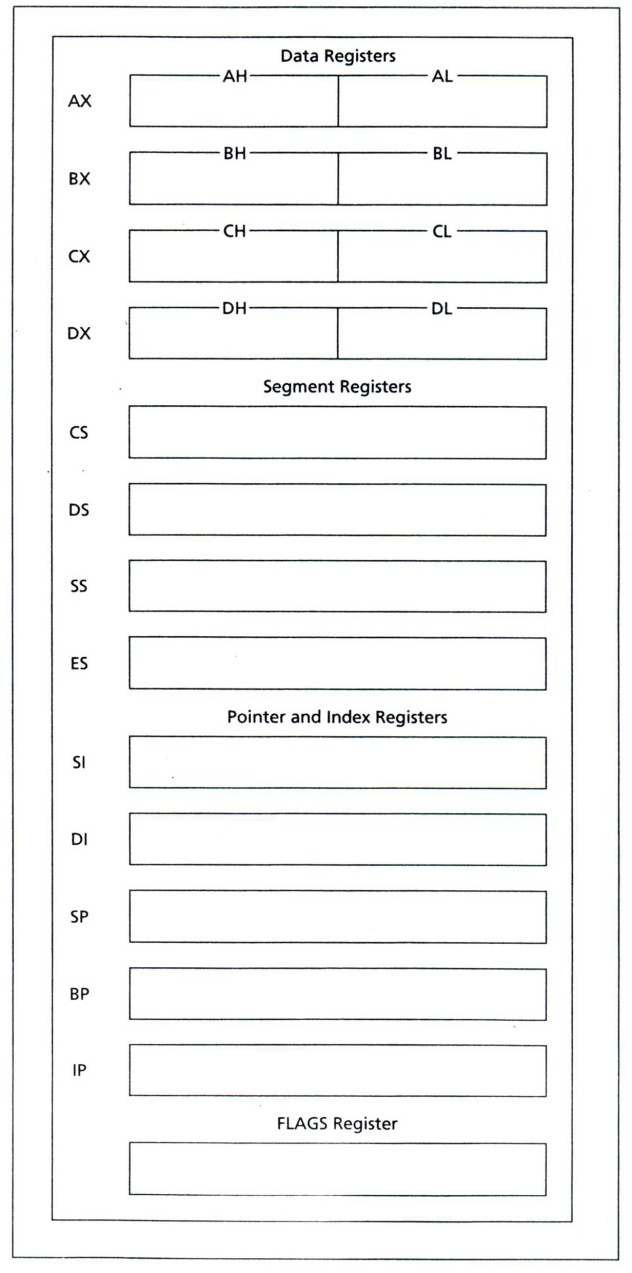 Data Registers
AH AL
AX
BH BL
BX
CH CL
CX
DH DL
DX
Segment Registers
CS
DS
SS
ES
Pointer and Index Registers
SI
DI
SP
BP
IP
FLAGS Register